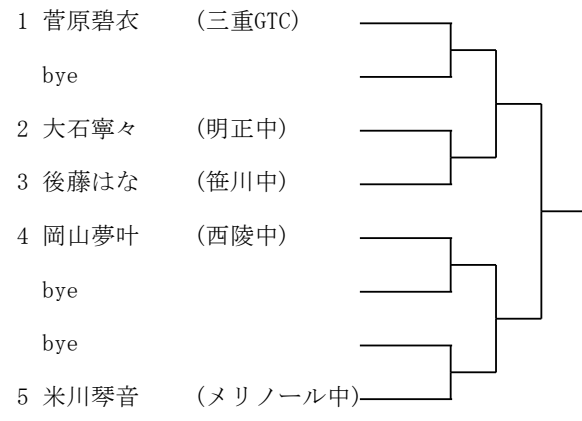 1 菅原碧衣 (三重GTC)
bye
2 大石寧々 (明正中)
3 後藤はな (笹川中)
4 岡山夢叶 (西陵中)
bye
bye
5 米川琴音 (メリノール中)